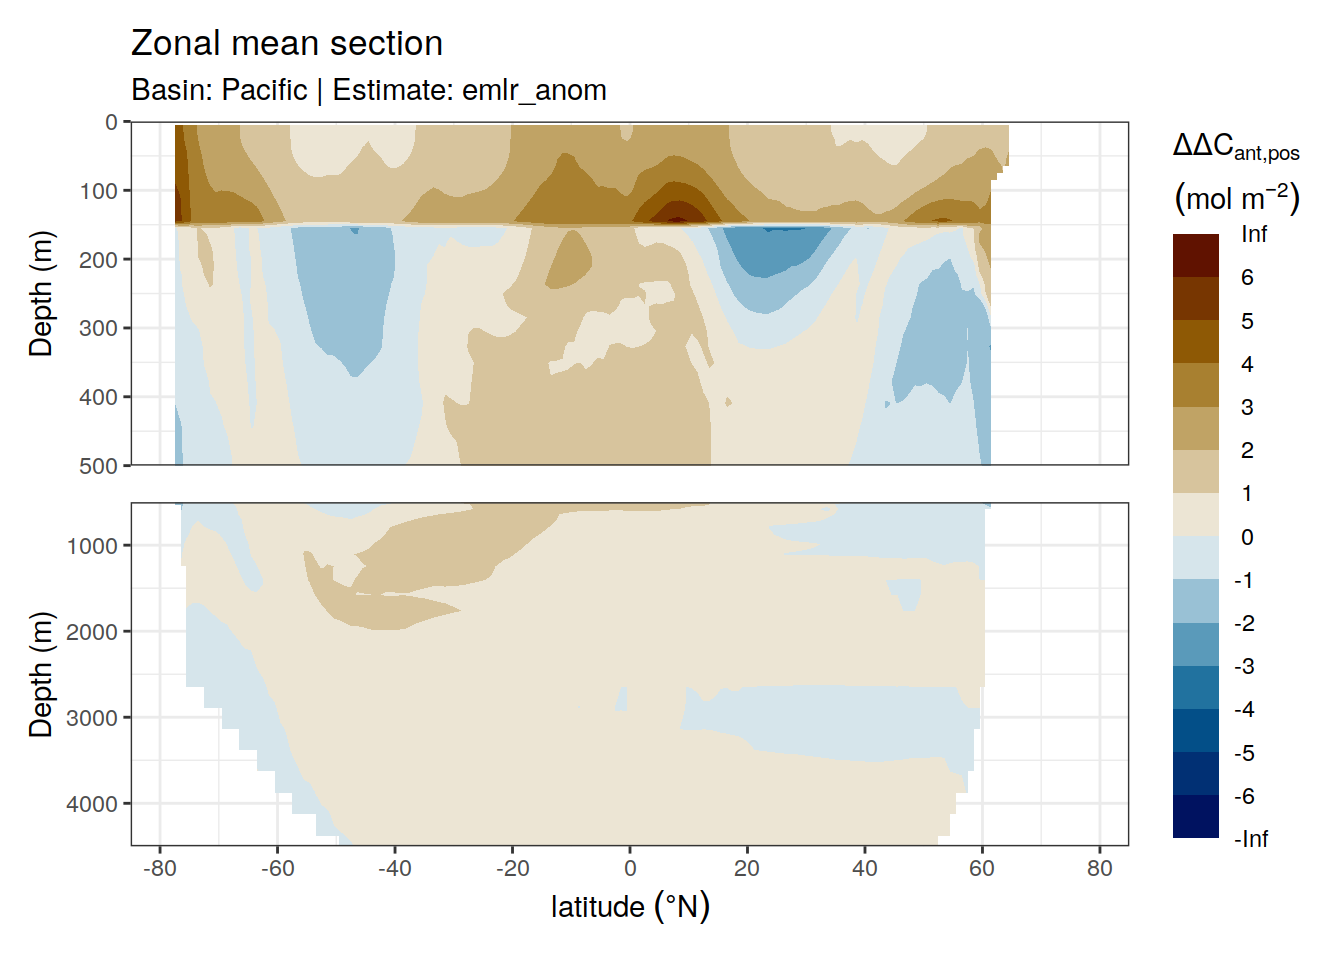 Zonal mean section
Basin: Pacific | Estimate: emlr_anom
0
100
200
300
400
500
Depth (m)
1000
2000
3000
4000
Depth (m)
-80 -60 -40 -20 0 20 40 60 80
latitude (°N)
ΔΔCant,pos
(mol m−2)
Inf
6
5
4
3
2
1
0
-1
-2
-3
-4
-5
-6
-Inf